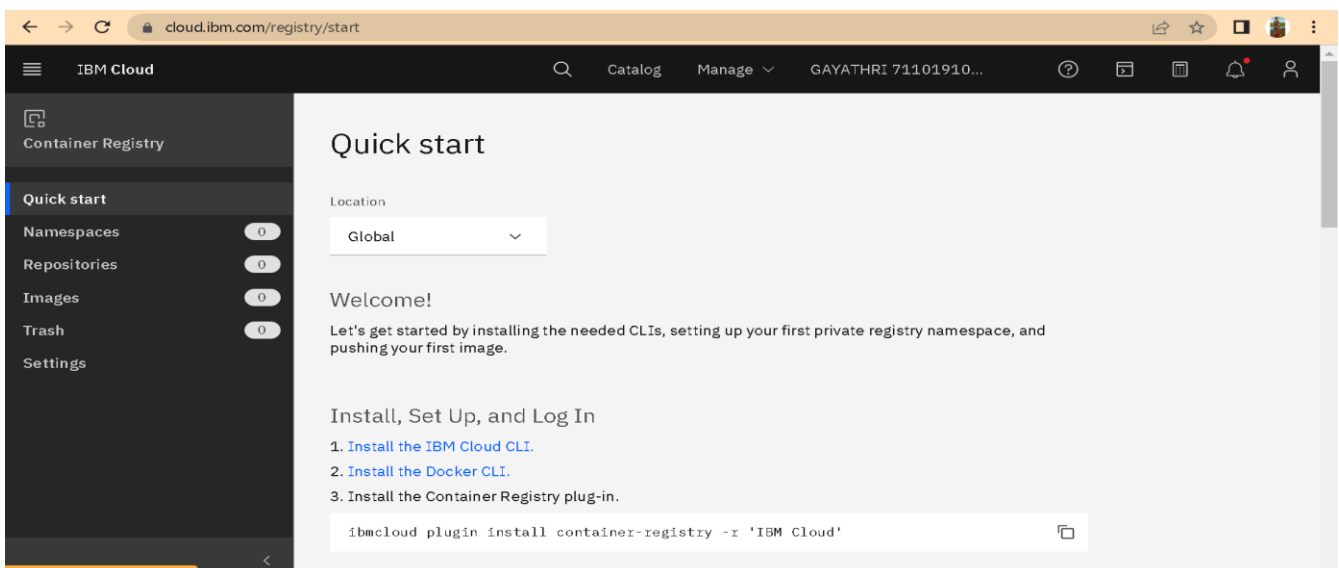 cloud.ibm.com/registry/start
IBM Cloud
Catalog
Manage
GAYATHRI 71101910...
Container Registry
Quick start
Namespaces 0
Repositories 0
Images 0
Trash 0
Settings
Quick start
Location
Global
Welcome!
Let's get started by installing the needed CLIs, setting up your first private registry namespace, and
pushing your first image.
Install, Set Up, and Log In
1. Install the IBM Cloud CLI.
2. Install the Docker CLI.
3. Install the Container Registry plug-in.
ibmcloud plugin install container-registry -r 'IBM Cloud'